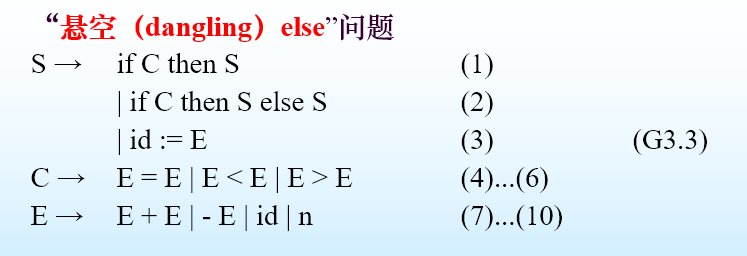 “悬空（dangling）else”问题
S → if C then S (1)
| if C then S else S (2)
| id := E (3) (G3.3)
C → E = E | E < E | E > E (4)...(6)
E → E + E | - E | id | n (7)...(10)